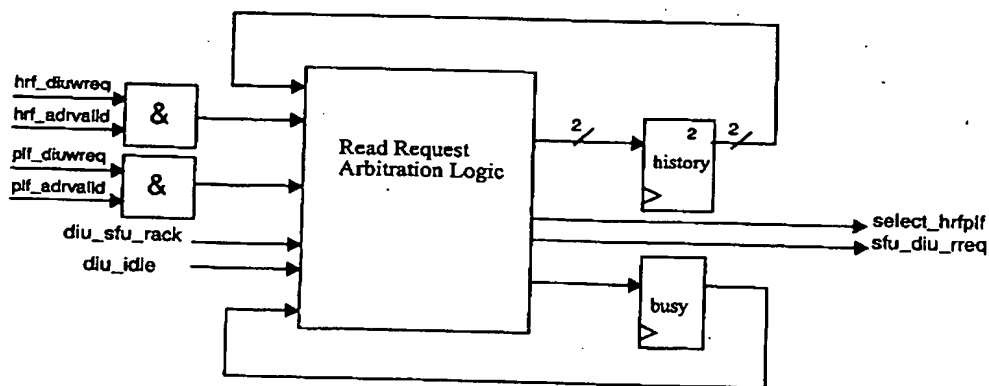 hrf_diuwreq
hrf_adrvalid
&
plf_diuwreq
plf_adrvalid
&
diu_sfu_rack
diu_idle
Read Request
Arbitration Logic
2
2
2
history
select_hrfplf
sfu_diu_rreq
busy